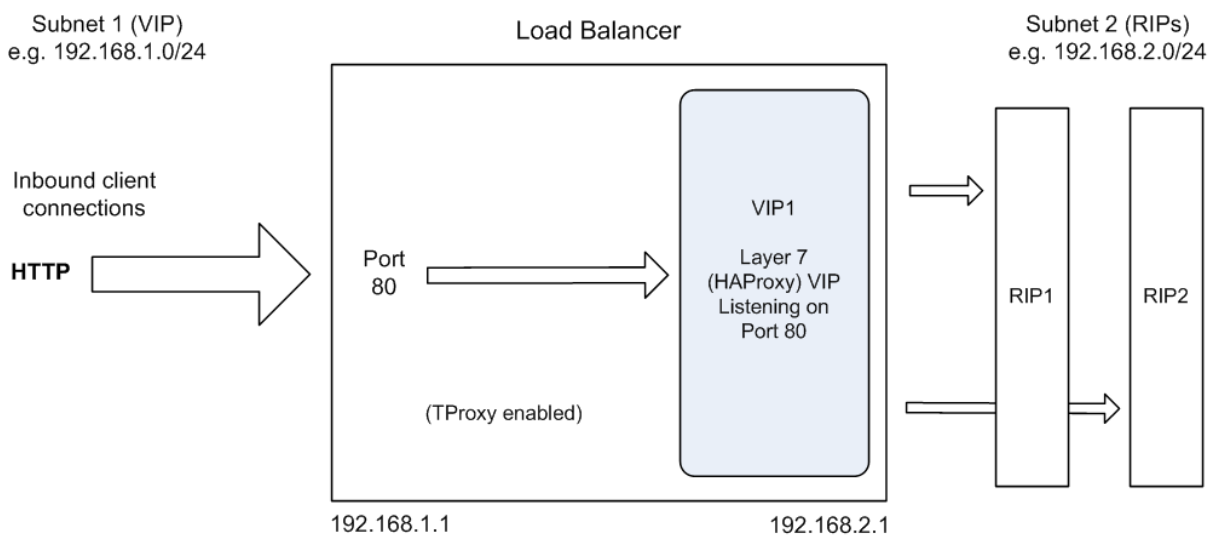 Subnet 1 (VIP)
e.g. 192.168.1.0/24
Load Balancer
Subnet 2 (RIPs)
e.g. 192.168.2.0/24
Inbound client
connections
HTTP
Port
80
VIP1
Layer 7
(HAProxy) VIP
Listening on
Port 80
RIP1
RIP2
(TProxy enabled)
192.168.1.1
192.168.2.1